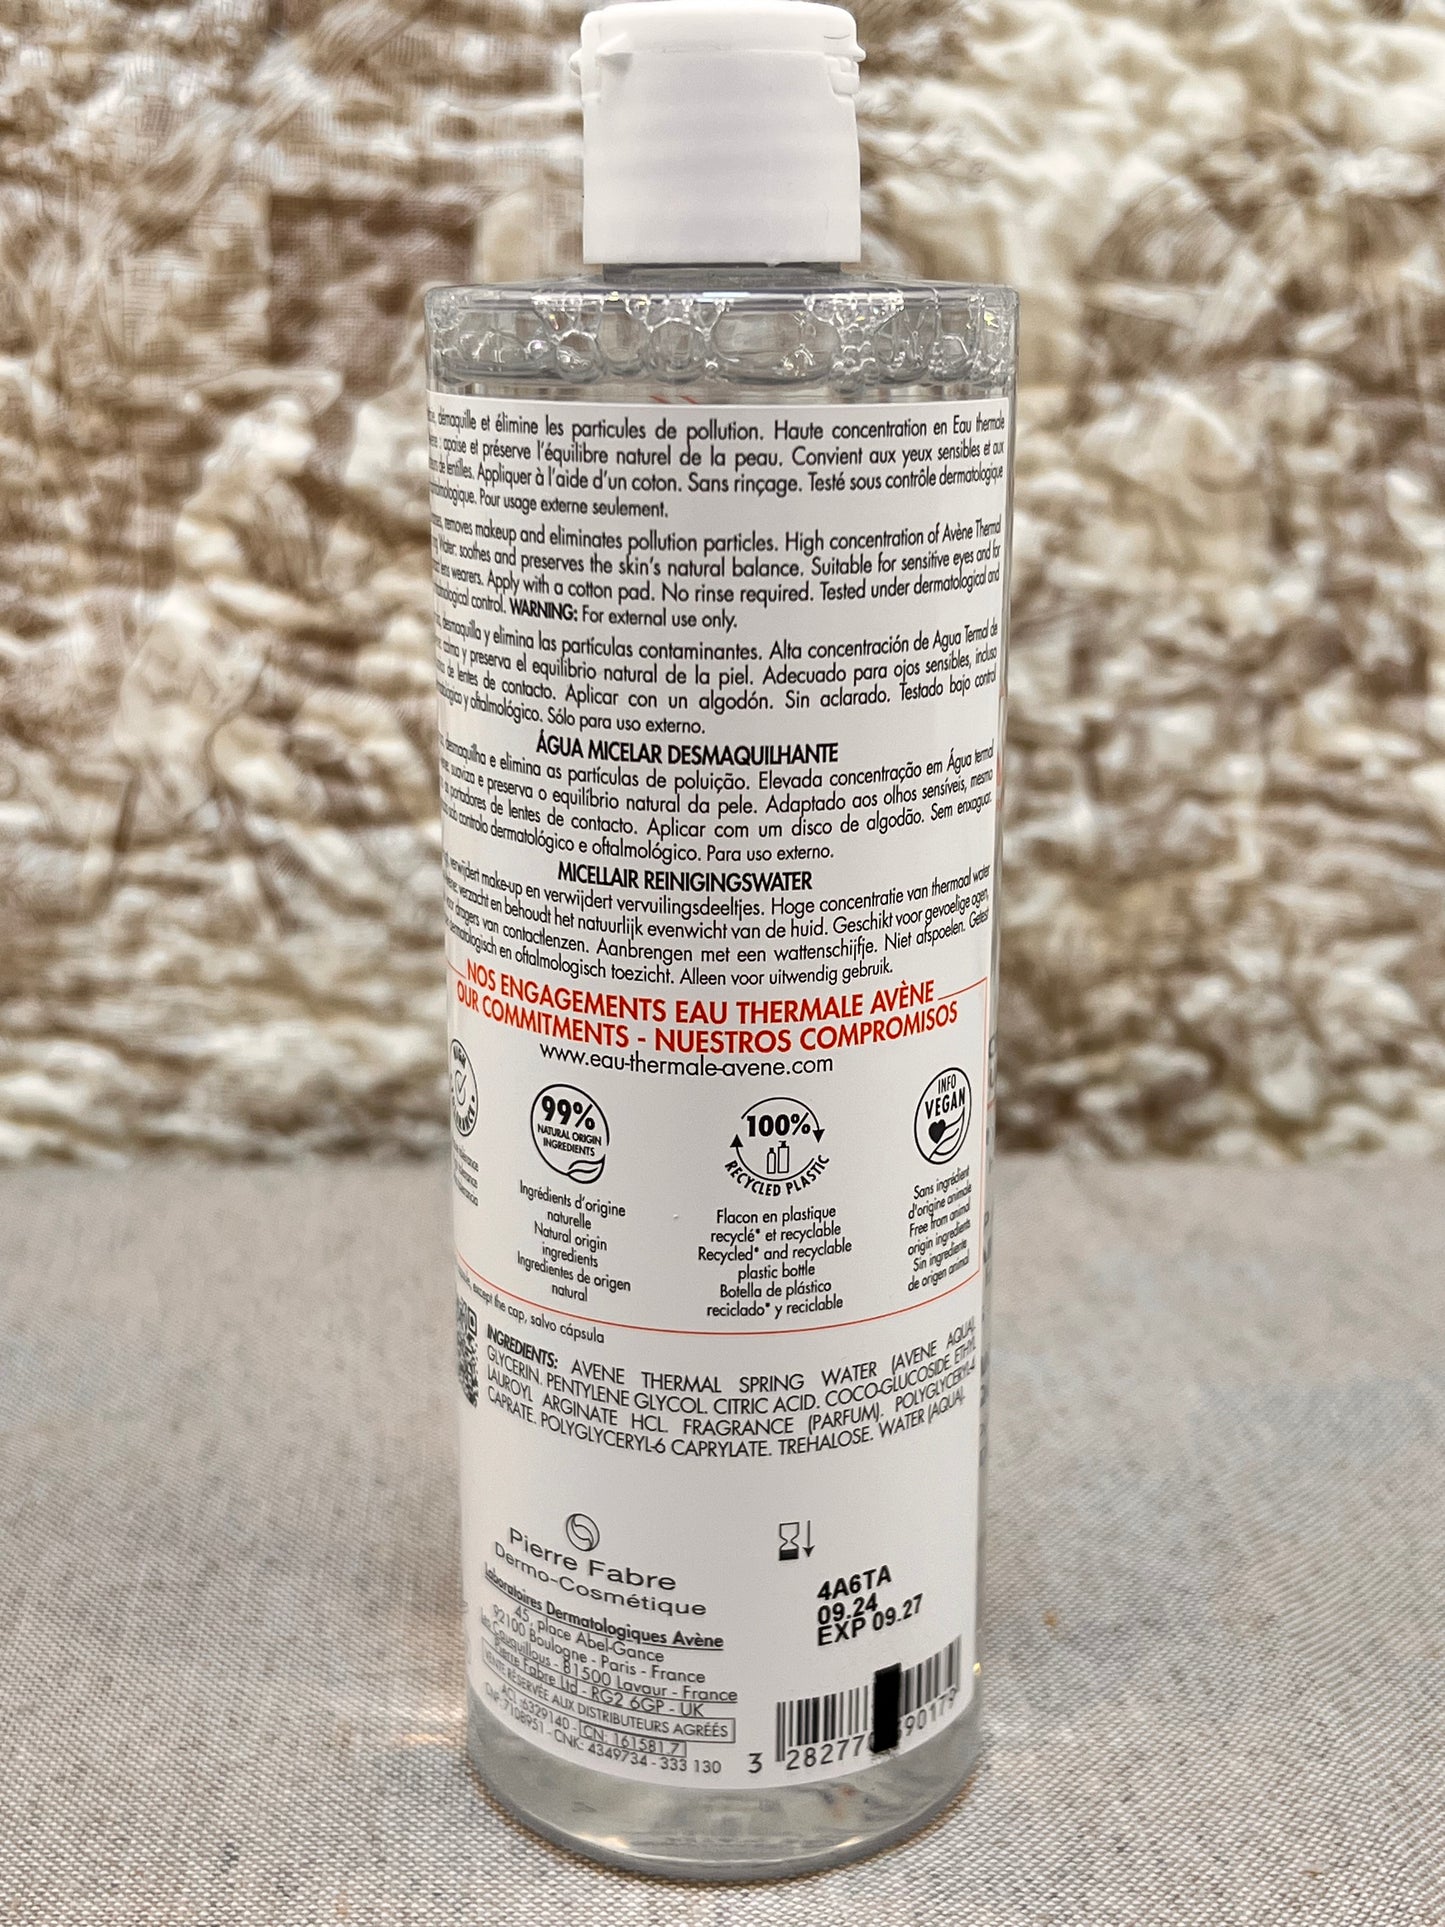 démaquille et élimine les particules de pollution. Haute concentration en Eau thermale
: apaise et préserve l'équilibre naturel de la peau. Convient aux yeux sensibles et aux
de lentilles. Appliquer à l'aide d'un coton. Sans rinçage. Testé sous contrôle dermatologique
Pour usage externe seulement.
removes makeup and eliminates pollution particles. High concentration of Avène Thermal
Water: soothes and preserves the skin's natural balance. Suitable for sensitive eyes and for
lens wearers. Apply with a cotton pad. No rinse required. Tested under dermatological and
control. WARNING: For external use only.
desmaquilla y elimina las partículas contaminantes. Alta concentración de Agua Termal de
calma y preserva el equilibrio natural de la piel. Adecuado para ojos sensibles, incluso
de lentes de contacto. Aplicar con un algodón. Sin aclarado. Testado bajo control
y oftalmológico. Sólo para uso externo.
ÁGUA MICELAR DESMAQUILHANTE
desmaquilha e elimina as partículas de poluição. Elevada concentração em Água termal
suaviza e preserva o equilíbrio natural da pele. Adaptado aos olhos sensíveis, mesmo
portadores de lentes de contacto. Aplicar com um disco de algodão. Sem enxaguar.
sob controlo dermatológico e oftalmológico. Para uso externo.
MICELLAIR REINIGINGSWATER
verwijdert make-up en verwijdert vervuilingsdeeltjes. Hoge concentratie van thermaal water
verzacht en behoudt het natuurlijk evenwicht van de huid. Geschikt voor gevoelige ogen,
dragers van contactlenzen. Aanbrengen met een wattenschijfje. Niet afspoelen. Getest
en oftalmologisch toezicht. Alleen voor uitwendig gebruik.
NOS ENGAGEMENTS EAU THERMALE AVÈNE
OUR COMMITMENTS - NUESTROS COMPROMISOS
www.eau-thermale-avene.com
HIGH
99%
NATURAL ORIGIN
INGREDIENTS
100%
RECYCLED PLASTIC
INFO
VEGAN
Ingrédients d'origine
naturelle
Natural origin
ingredients
Ingredientes de origen
natural
Flacon en plastique
recyclé* et recyclable
Recycled* and recyclable
plastic bottle
Botella de plástico
reciclado* y reciclable
Sans ingrédient
d'origine animale
Free from animal
origin ingredients
Sin ingrediente
de origen animal
except the cap, salvo cápsula
INGREDIENTS: AVENE THERMAL SPRING WATER (AVENE AQUA).
GLYCERIN. PENTYLENE GLYCOL. CITRIC ACID. COCO-GLUCOSIDE. ETHYL
LAUROYL ARGINATE HCL. FRAGRANCE (PARFUM). POLYGLYCERYL-4
CAPRATE. POLYGLYCERYL-6 CAPRYLATE. TREHALOSE. WATER (AQUA).
Pierre Fabre
Dermo-Cosmétique
Laboratoires Dermatologiques Avène
45, place Abel-Gance
92100 Boulogne - Paris - France
Les Cauquillous - 81500 Lavaur - France
Pierre Fabre Ltd - RG2 6GP - UK
VENTE RÉSERVÉE AUX DISTRIBUTEURS AGRÉÉS
ACL :6329140 - CN: 161581.7
CNP:7108951 - CNK: 4349734 - 333 130
4A6TA
09.24
EXP 09.27
3 282770 390179